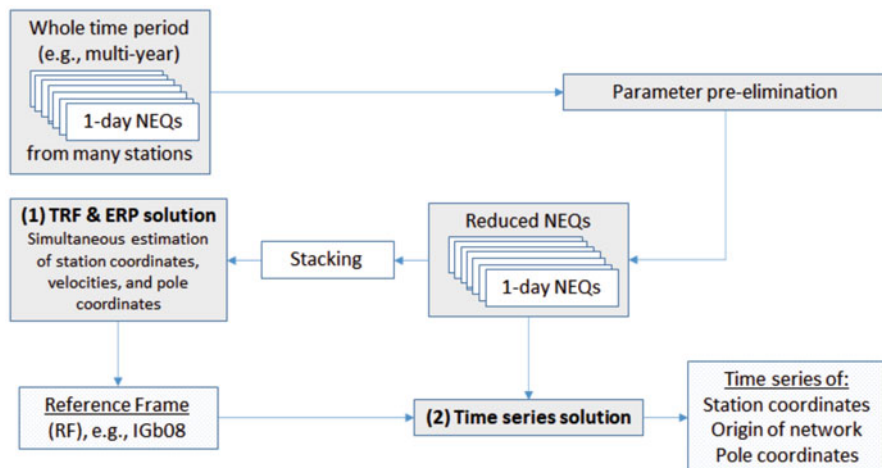 Whole time period
(e.g., multi-year)
1-day NEQs
from many stations
Parameter pre-elimination
(1) TRF & ERP solution
Simultaneous estimation
of station coordinates,
velocities, and pole
coordinates
Stacking
Reduced NEQs
1-day NEQs
Reference Frame
(RF), e.g., IGb08
(2) Time series solution
Time series of:
Station coordinates
Origin of network
Pole coordinates